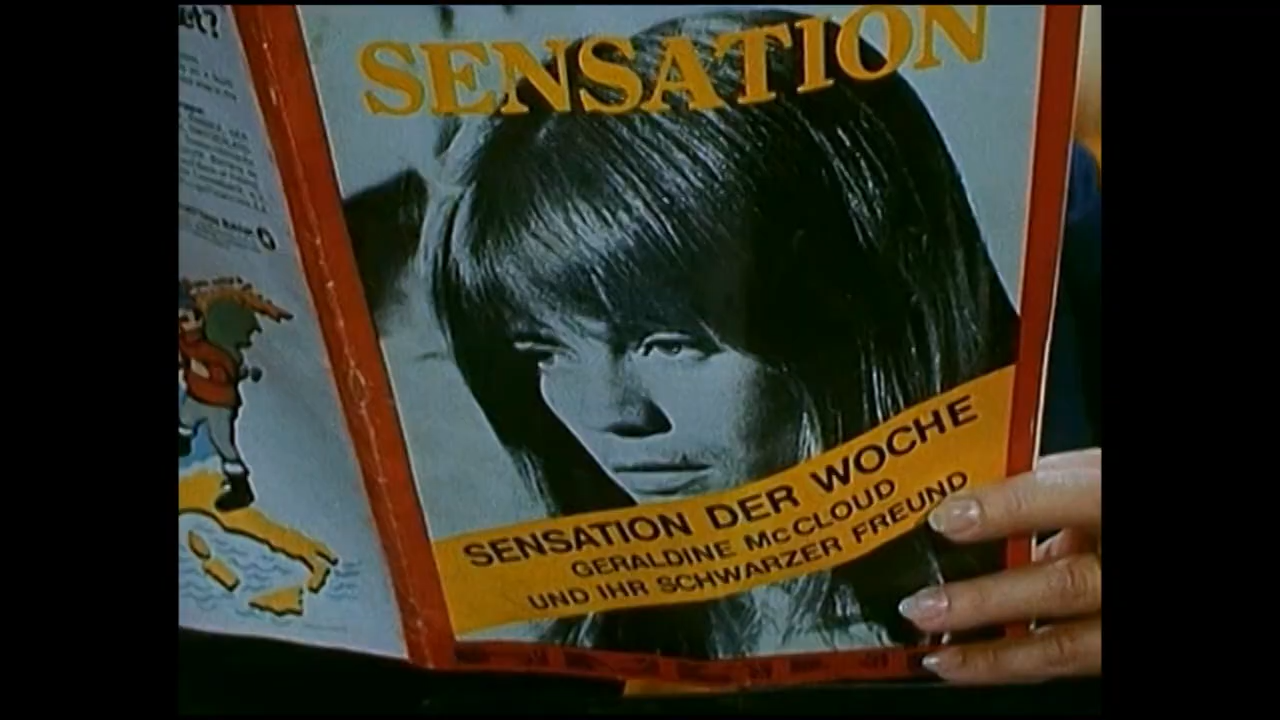 SENSATION
SENSATION DER WOCHE
GERALDINE McCLOUD
UND IHR SCHWARZER FREUND